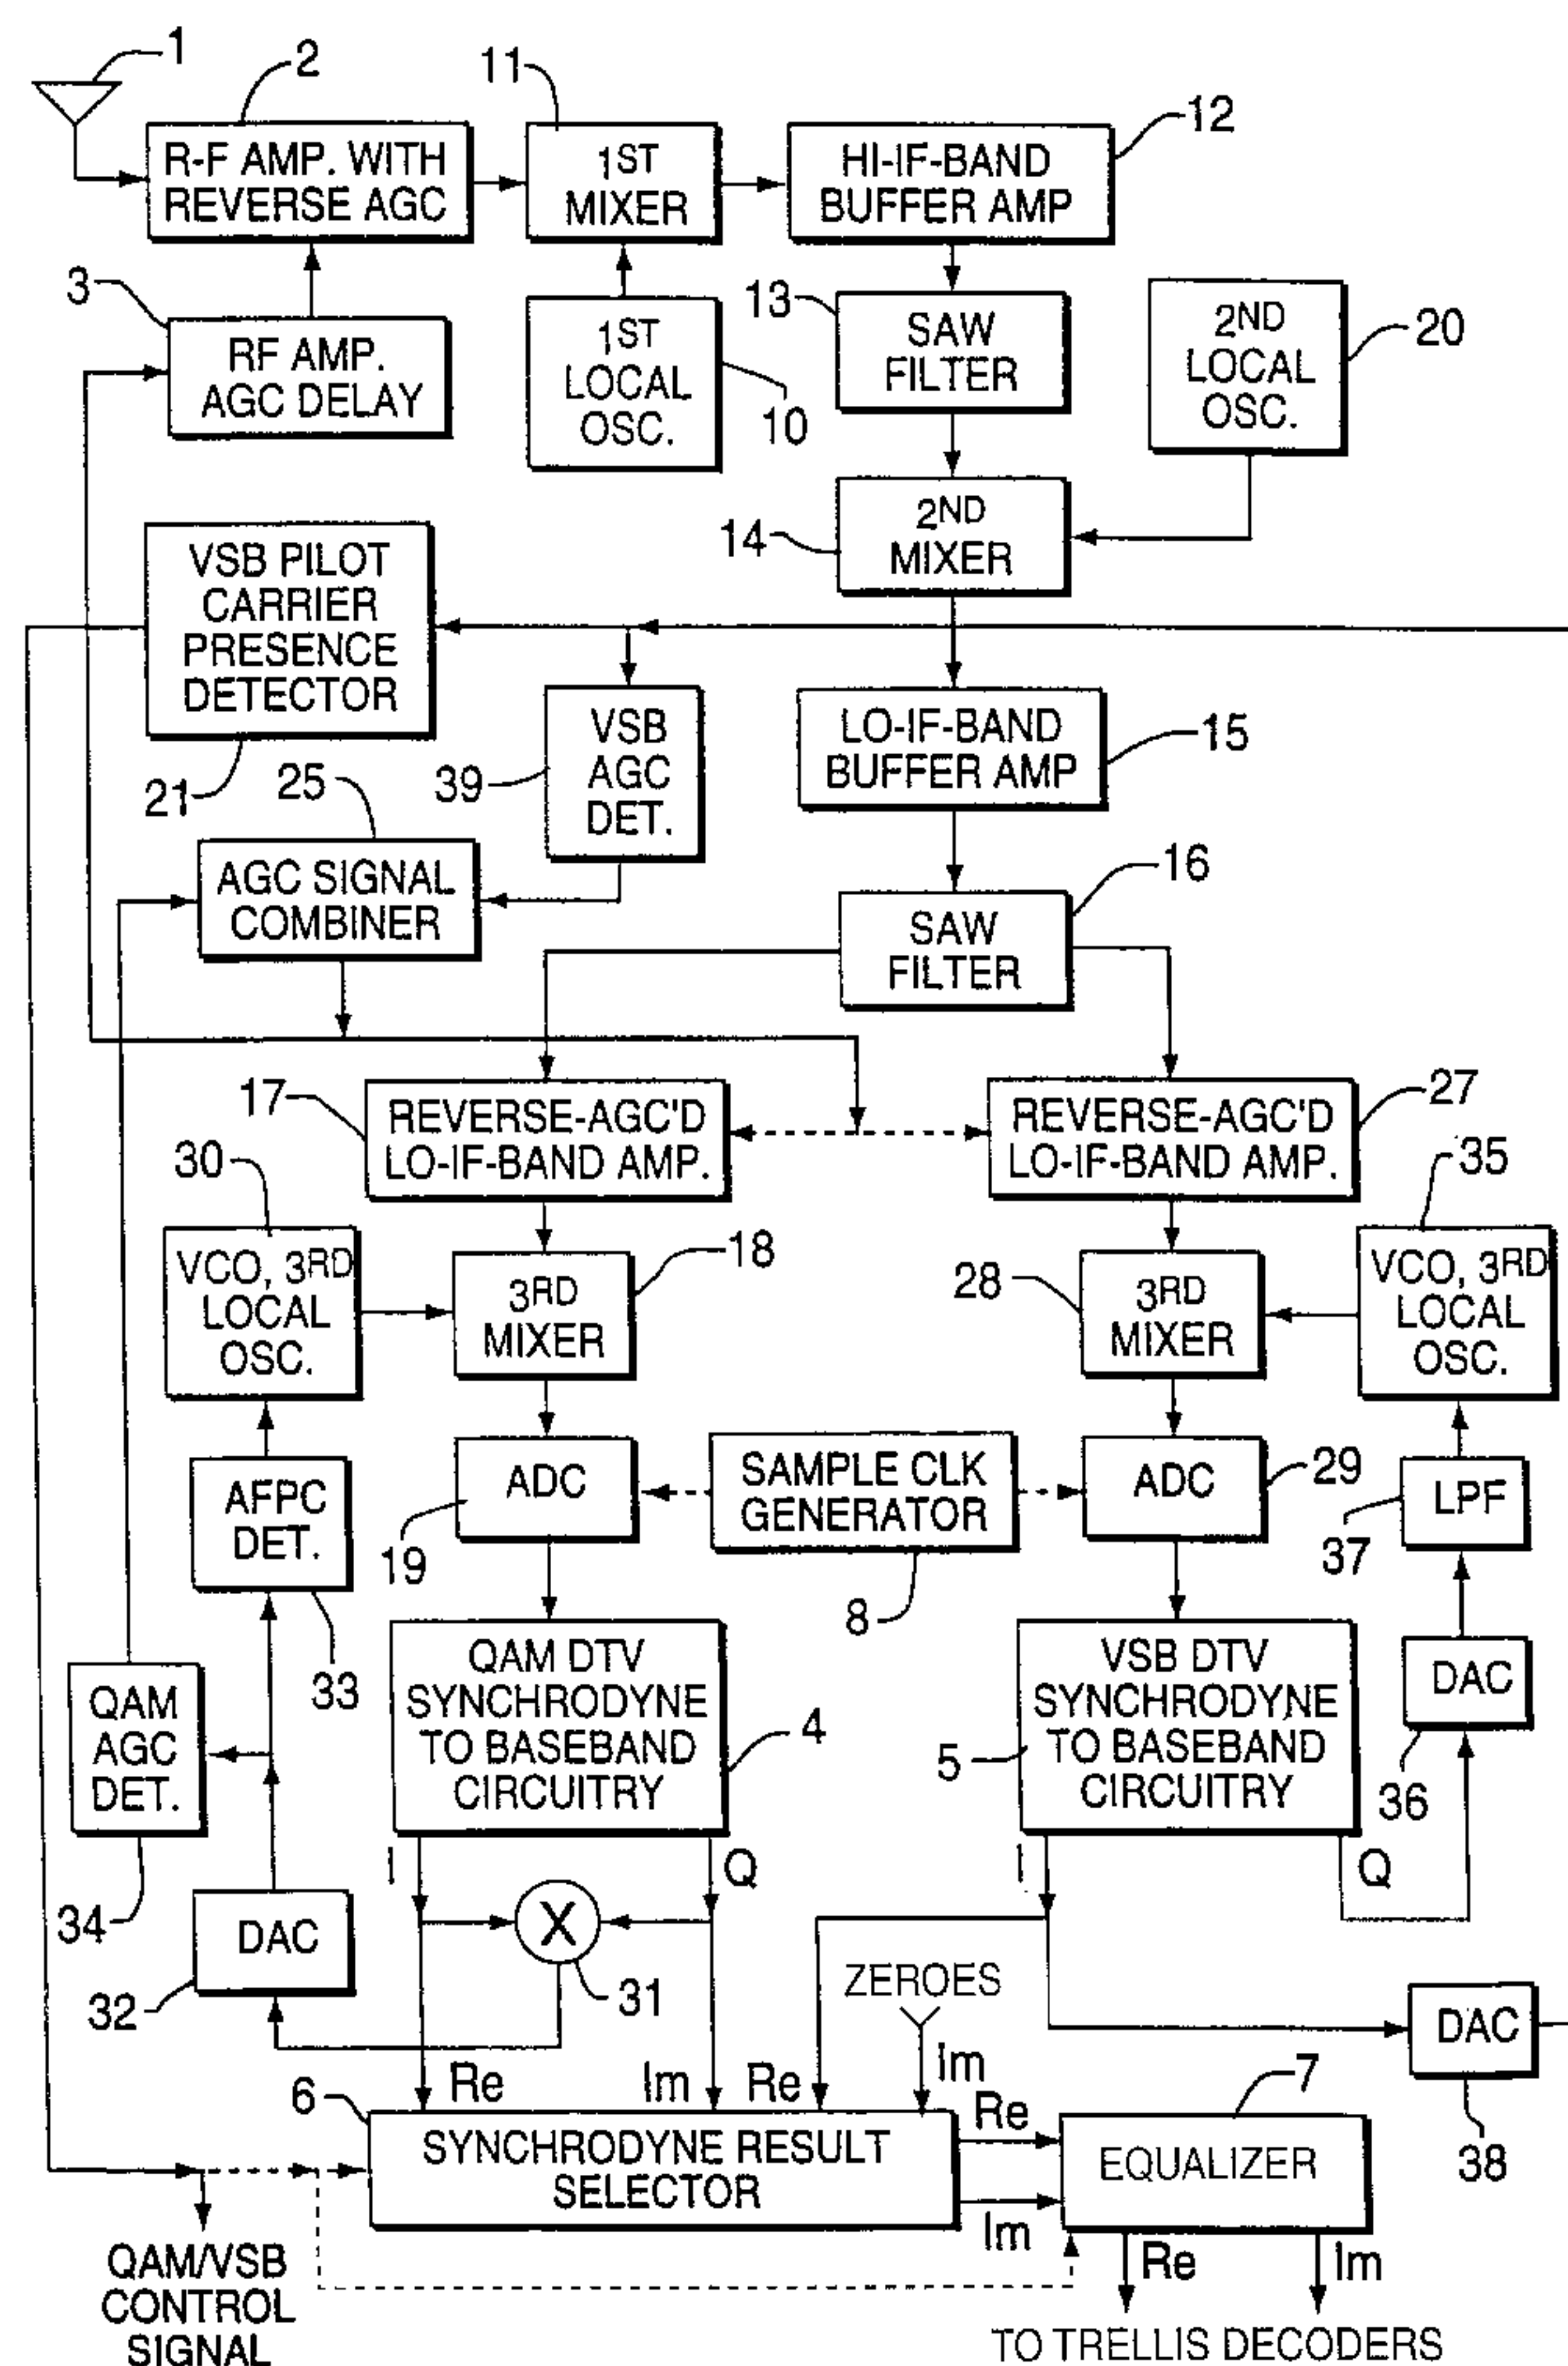 1
2
11
12
R-F AMP. WITH
REVERSE AGC
1ST
MIXER
HI-IF-BAND
BUFFER AMP
3
RF AMP.
AGC DELAY
1ST
LOCAL
OSC.
10
13
SAW
FILTER
2ND
LOCAL
OSC.
20
14
2ND
MIXER
VSB PILOT
CARRIER
PRESENCE
DETECTOR
21
25
39
VSB
AGC
DET.
LO-IF-BAND
BUFFER AMP
15
AGC SIGNAL
COMBINER
16
SAW
FILTER
17
REVERSE-AGC'D
LO-IF-BAND AMP.
REVERSE-AGC'D
LO-IF-BAND AMP.
27
30
35
VCO, 3RD
LOCAL
OSC.
3RD
MIXER
18
28
3RD
MIXER
VCO, 3RD
LOCAL
OSC.
AFPC
DET.
ADC
19
SAMPLE CLK
GENERATOR
8
ADC
29
LPF
37
33
QAM
AGC
DET.
34
QAM DTV
SYNCHRODYNE
TO BASEBAND
CIRCUITRY
4
5
VSB DTV
SYNCHRODYNE
TO BASEBAND
CIRCUITRY
DAC
36
I
Q
I
Q
X
31
DAC
32
ZEROES
DAC
38
Re
Im
Re
Im
6
SYNCHRODYNE RESULT
SELECTOR
Re
Im
7
EQUALIZER
Re
Im
QAM/VSB
CONTROL
SIGNAL
TO TRELLIS DECODERS